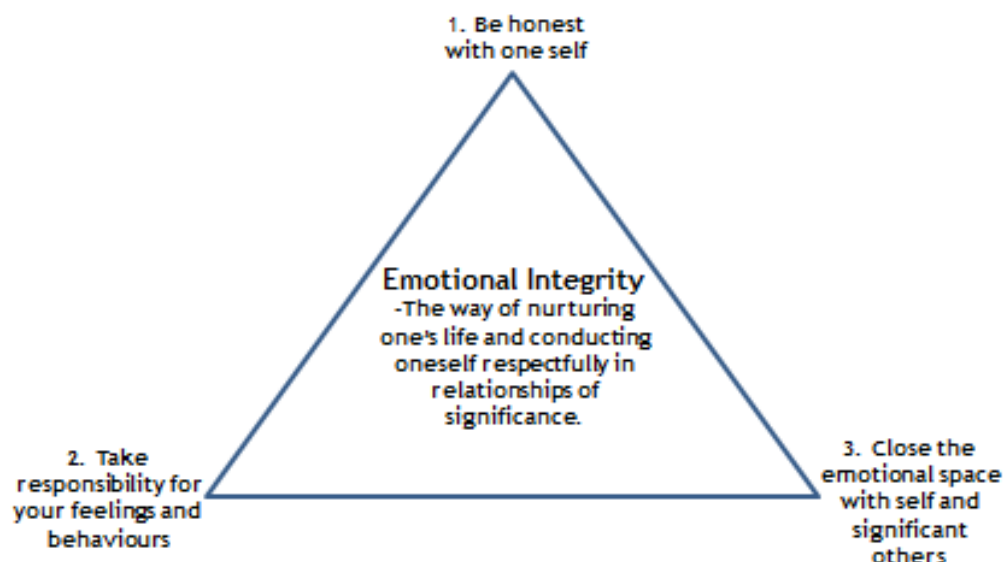 1. Be honest
with one self
Emotional Integrity
-The way of nurturing
one's life and conducting
oneself respectfully in
relationships of
significance.
2. Take
responsibility for
your feelings and
behaviours
3. Close the
emotional space
with self and
significant
others